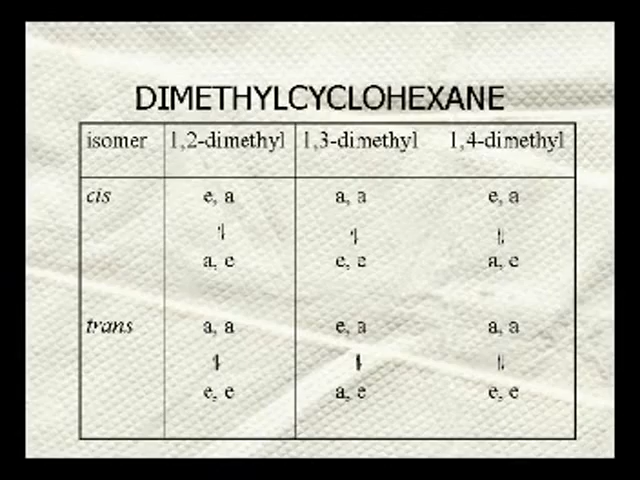 DIMETHYLCYCLOHEXANE
isomer 1,2-dimethyl 1,3-dimethyl 1,4-dimethyl
cis e, a a, a e, a
⇅ ⇅ ⇅
a, e e, e a, e
trans a, a e, a a, a
⇅ ⇅ ⇅
e, e a, e e, e